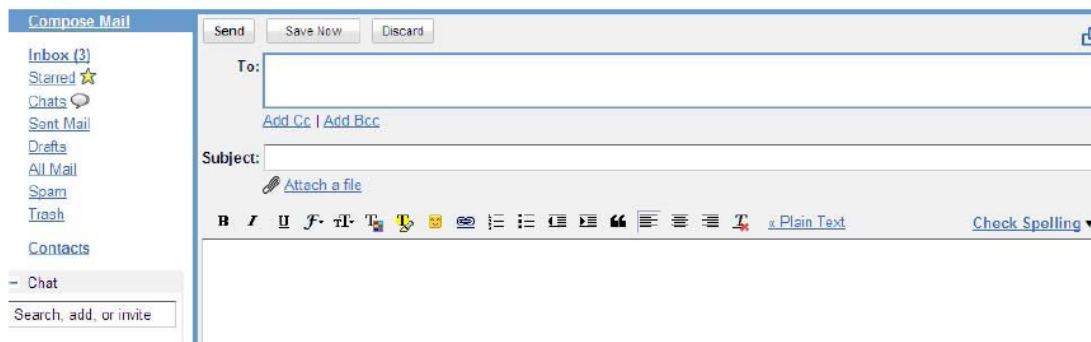 Compose Mail
Inbox (3)
Starred
Chats
Sent Mail
Drafts
All Mail
Spam
Trash
Contacts
– Chat
Search, add, or invite
Send Save Now Discard
To:
Add Cc | Add Bcc
Subject:
Attach a file
B I U F T T T T « Plain Text Check Spelling